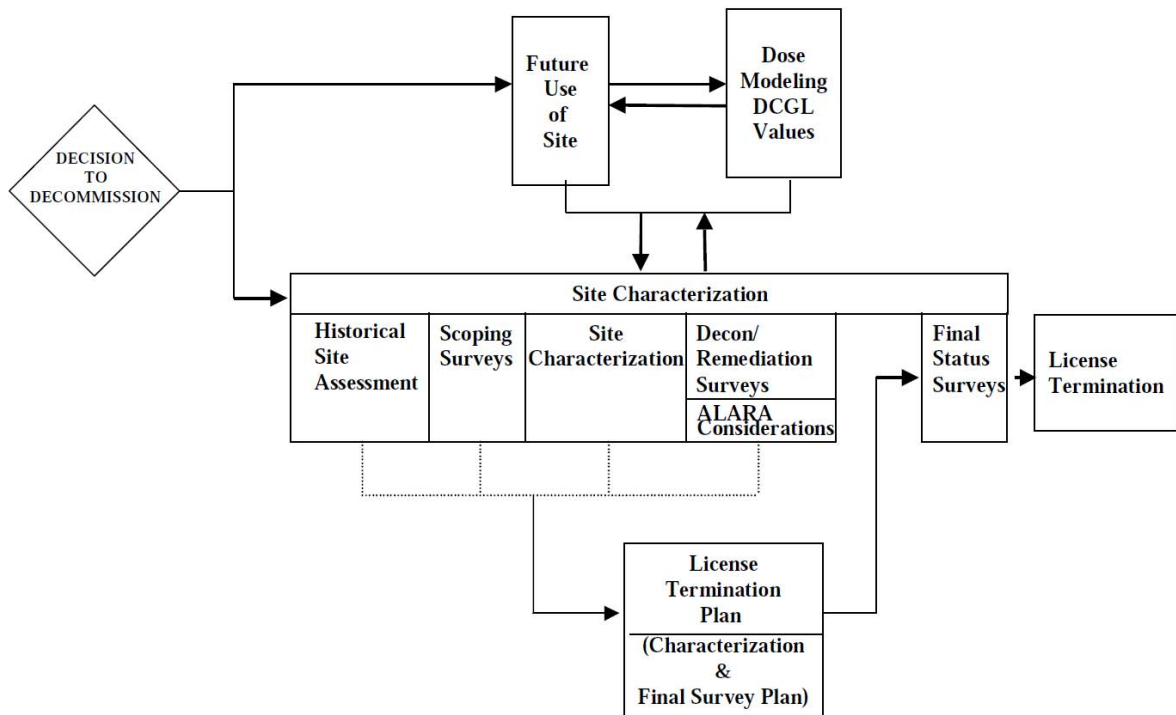 DECISION
TO
DECOMMISSION
Future
Use
of
Site
Dose
Modeling
DCGL
Values
Site Characterization
Historical
Site
Assessment
Scoping
Surveys
Site
Characterization
Decon/
Remediation
Surveys
ALARA
Considerations
Final
Status
Surveys
License
Termination
License
Termination
Plan
(Characterization
&
Final Survey Plan)